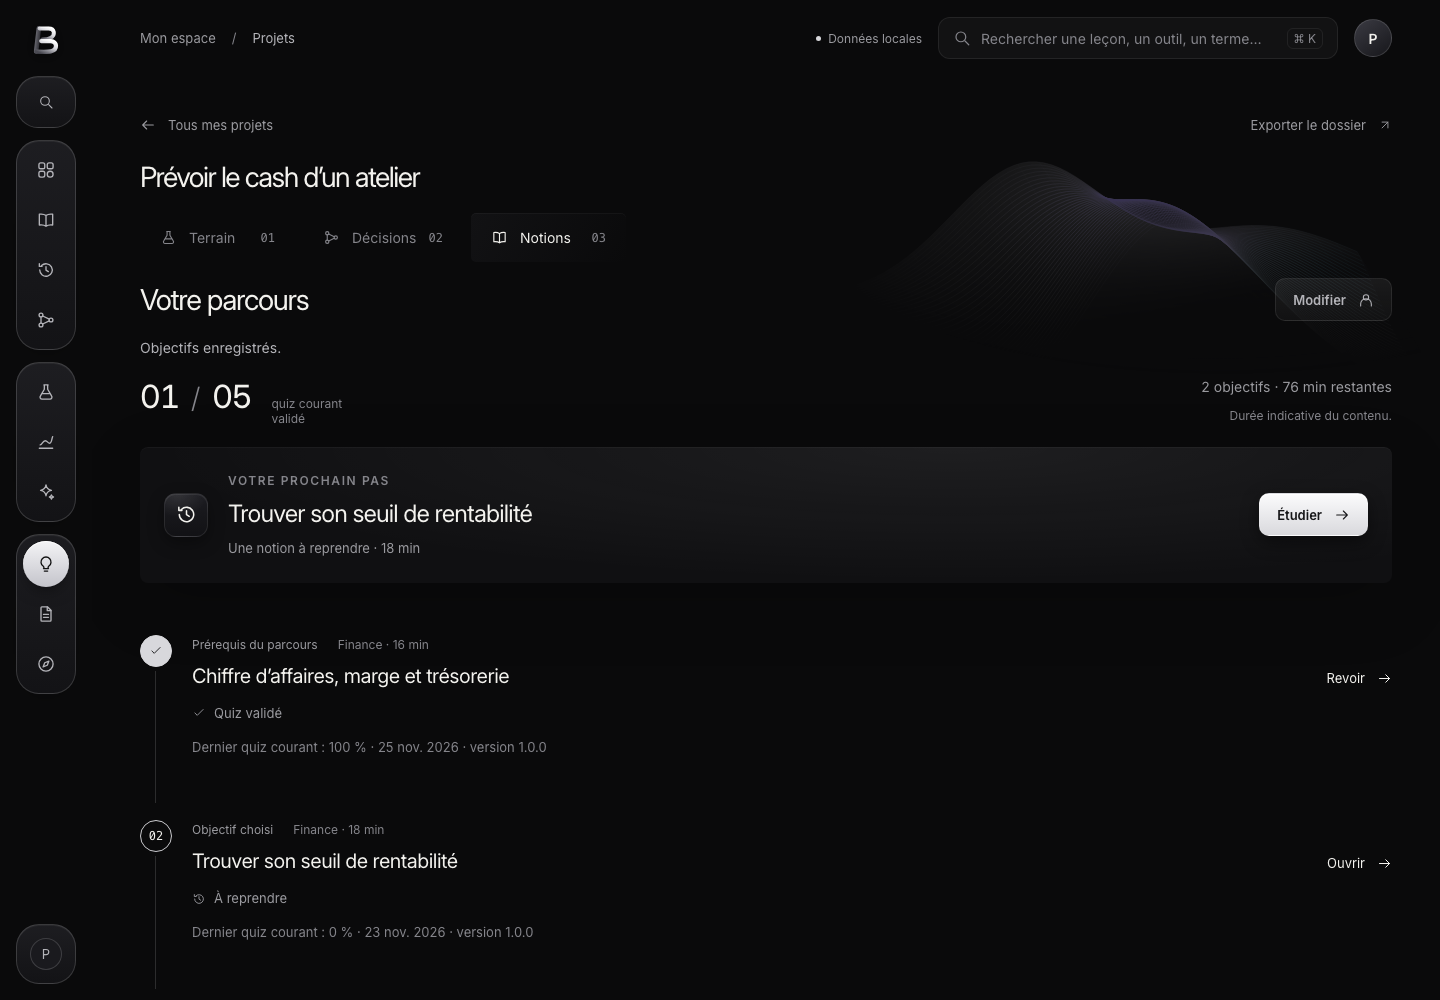 B
Mon espace / Projets
Données locales
Rechercher une leçon, un outil, un terme…
⌘ K
P
Tous mes projets
Exporter le dossier
Prévoir le cash d’un atelier
Terrain 01
Décisions 02
Notions 03
Votre parcours
Modifier
Objectifs enregistrés.
01 / 05
quiz courant
validé
2 objectifs · 76 min restantes
Durée indicative du contenu.
VOTRE PROCHAIN PAS
Trouver son seuil de rentabilité
Étudier
Une notion à reprendre · 18 min
Prérequis du parcours Finance · 16 min
Chiffre d’affaires, marge et trésorerie
Revoir
Quiz validé
Dernier quiz courant : 100 % · 25 nov. 2026 · version 1.0.0
02
Objectif choisi Finance · 18 min
Trouver son seuil de rentabilité
Ouvrir
À reprendre
Dernier quiz courant : 0 % · 23 nov. 2026 · version 1.0.0
P